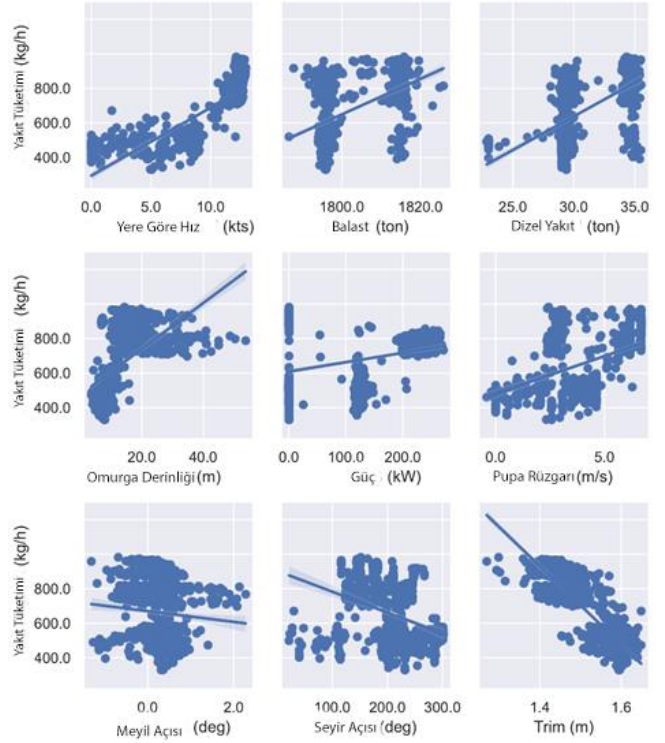 Yakıt Tüketimi (kg/h)
800.0
600.0
400.0
0.0 5.0 10.0
Yere Göre Hız (kts)
1800.0 1820.0
Balast (ton)
25.0 30.0 35.0
Dizel Yakıt (ton)
Yakıt Tüketimi (kg/h)
800.0
600.0
400.0
20.0 40.0
Omurga Derinliği (m)
0.0 100.0 200.0
Güç (kW)
0.0 5.0
Pupa Rüzgarı (m/s)
Yakıt Tüketimi (kg/h)
800.0
600.0
400.0
0.0 2.0
Meyil Açısı (deg)
100.0 200.0 300.0
Seyir Açısı (deg)
1.4 1.6
Trim (m)